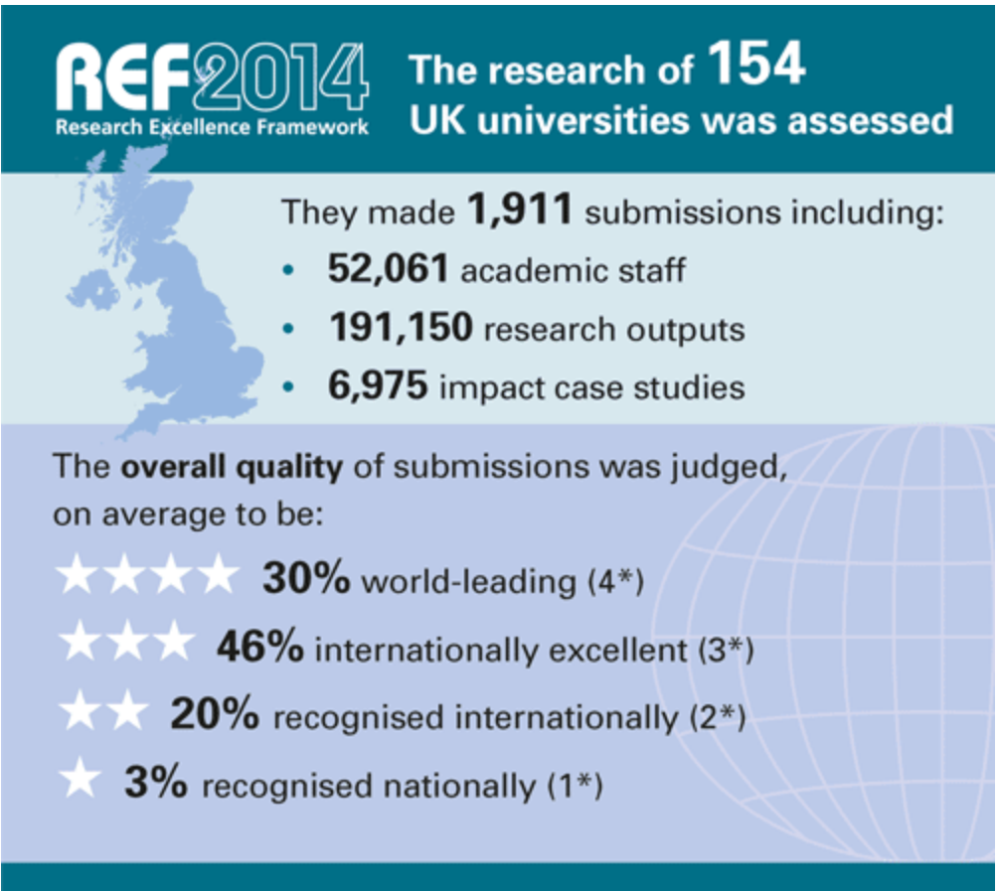 REF2014
Research Excellence Framework
The research of 154
UK universities was assessed
They made 1,911 submissions including:
• 52,061 academic staff
• 191,150 research outputs
• 6,975 impact case studies
The overall quality of submissions was judged,
on average to be:
★★★★ 30% world-leading (4*)
★★★ 46% internationally excellent (3*)
★★ 20% recognised internationally (2*)
★ 3% recognised nationally (1*)